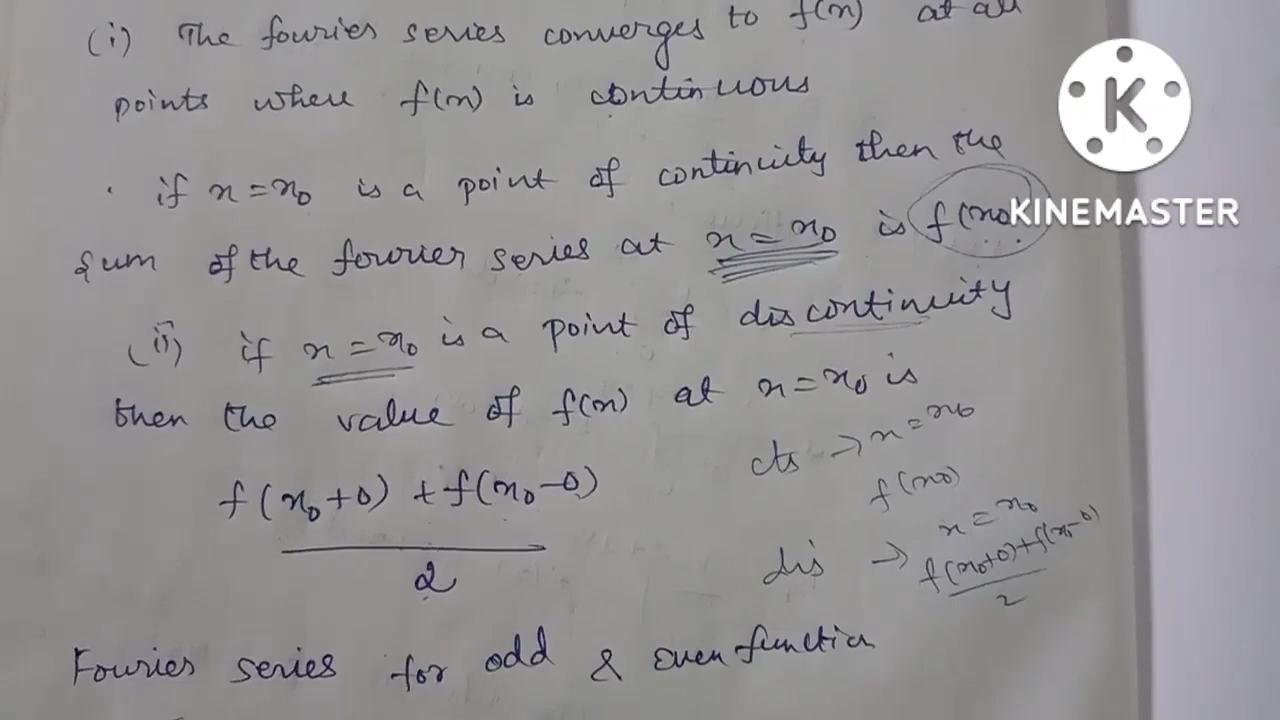 (i) The fourier series converges to f(x) at all
points where f(x) is continuous
if x = x₀ is a point of continuity then the
sum of the fourier series at x = x₀ is f(x₀)
(ii) if x = x₀ is a point of discontinuity
then the value of f(x) at x = x₀ is
f(x₀+0) + f(x₀-0)
2
cts → x = x₀
f(x₀)
dis → x = x₀
f(x₀+0)+f(x₀-0)
2
Fourier series for odd & even function
K
KINEMASTER